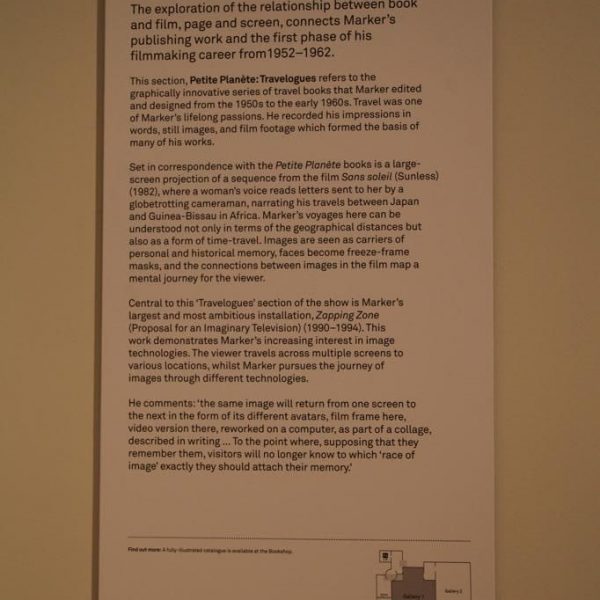 The exploration of the relationship between book
and film, page and screen, connects Marker's
publishing work and the first phase of his
filmmaking career from1952–1962.
This section, Petite Planète: Travelogues refers to the
graphically innovative series of travel books that Marker edited
and designed from the 1950s to the early 1960s. Travel was one
of Marker's lifelong passions. He recorded his impressions in
words, still images, and film footage which formed the basis of
many of his works.
Set in correspondence with the Petite Planète books is a large-
screen projection of a sequence from the film Sans soleil (Sunless)
(1982), where a woman's voice reads letters sent to her by a
globetrotting cameraman, narrating his travels between Japan
and Guinea-Bissau in Africa. Marker's voyages here can be
understood not only in terms of the geographical distances but
also as a form of time-travel. Images are seen as carriers of
personal and historical memory, faces become freeze-frame
masks, and the connections between images in the film map a
mental journey for the viewer.
Central to this 'Travelogues' section of the show is Marker's
largest and most ambitious installation, Zapping Zone
(Proposal for an Imaginary Television) (1990–1994). This
work demonstrates Marker's increasing interest in image
technologies. The viewer travels across multiple screens to
various locations, whilst Marker pursues the journey of
images through different technologies.
He comments: 'the same image will return from one screen to
the next in the form of its different avatars, film frame here,
video version there, reworked on a computer, as part of a collage,
described in writing ... To the point where, supposing that they
remember them, visitors will no longer know to which 'race of
image' exactly they should attach their memory.'
Find out more: A fully-illustrated catalogue is available at the Bookshop.
Gallery 1
Gallery 2